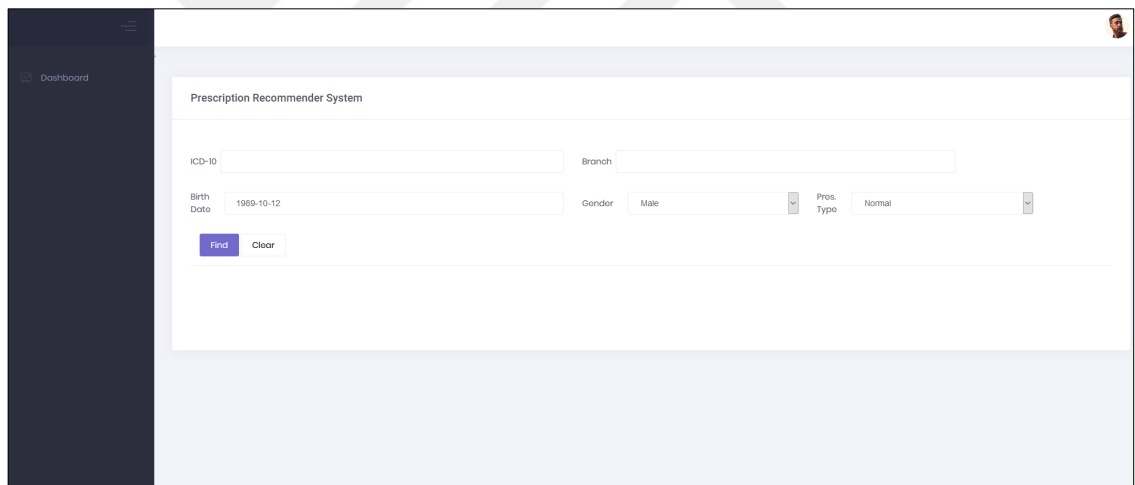 Dashboard
Prescription Recommender System
ICD-10 Branch
Birth Date 1989-10-12 Gender Male Pres. Type Normal
Find Clear